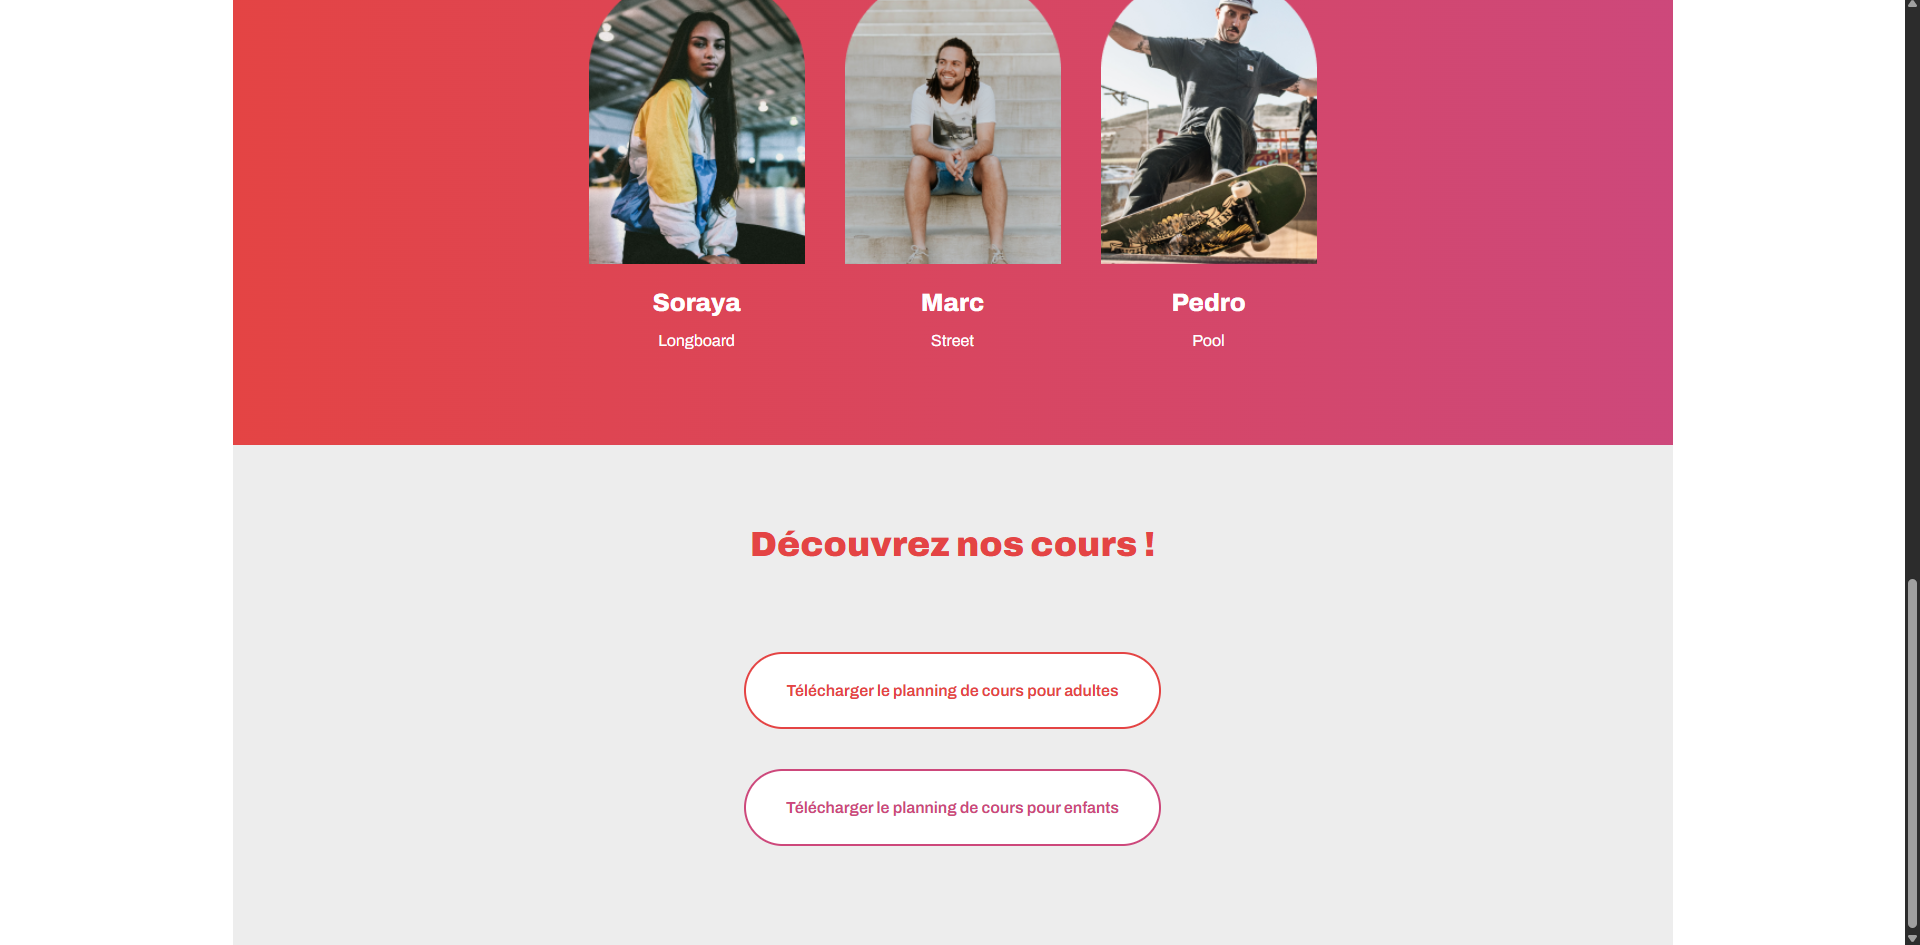 Soraya
Marc
Pedro
Longboard
Street
Pool
Découvrez nos cours !
Télécharger le planning de cours pour adultes
Télécharger le planning de cours pour enfants